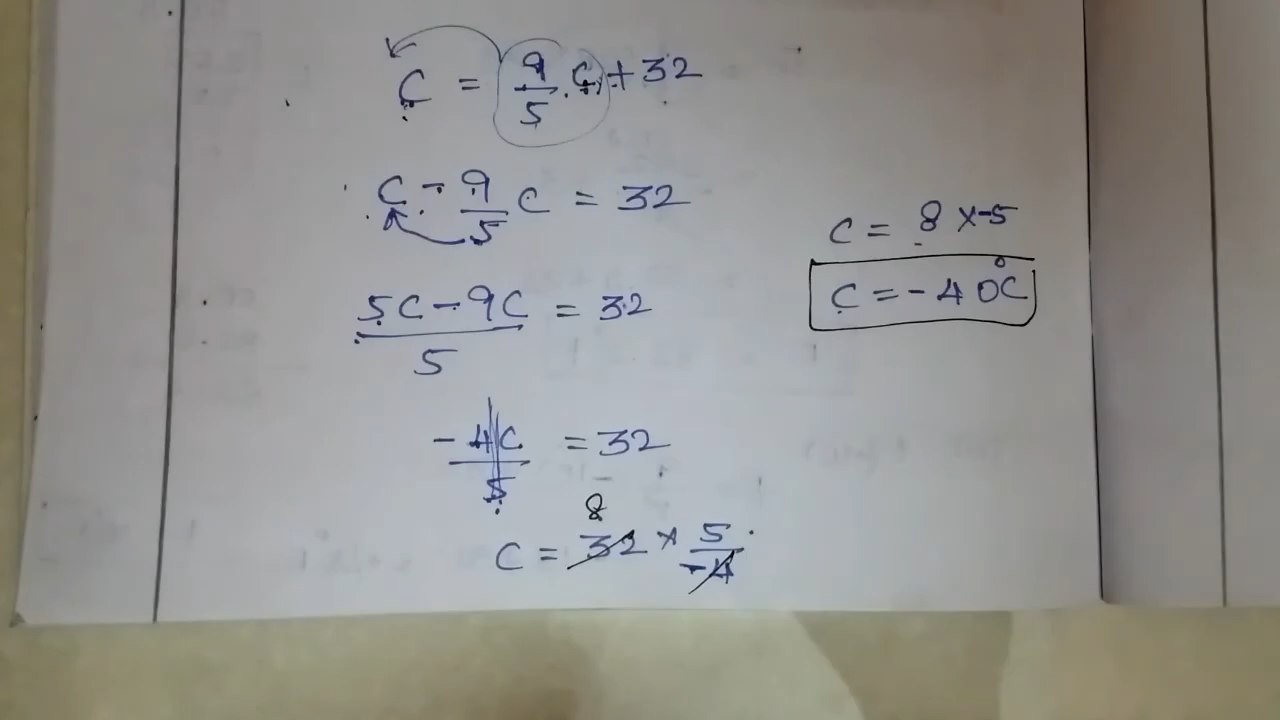 C = 9/5 . C + 32
C - 9/5 C = 32
5C - 9C / 5 = 32
- 4C / 5 = 32
8
C = 32 × 5 / -4
C = 8 × -5
C = - 40°C